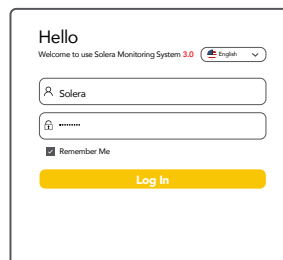 Hello
Welcome to use Solera Monitoring System 3.0 English
Solera
•••••••••
Remember Me
Log In